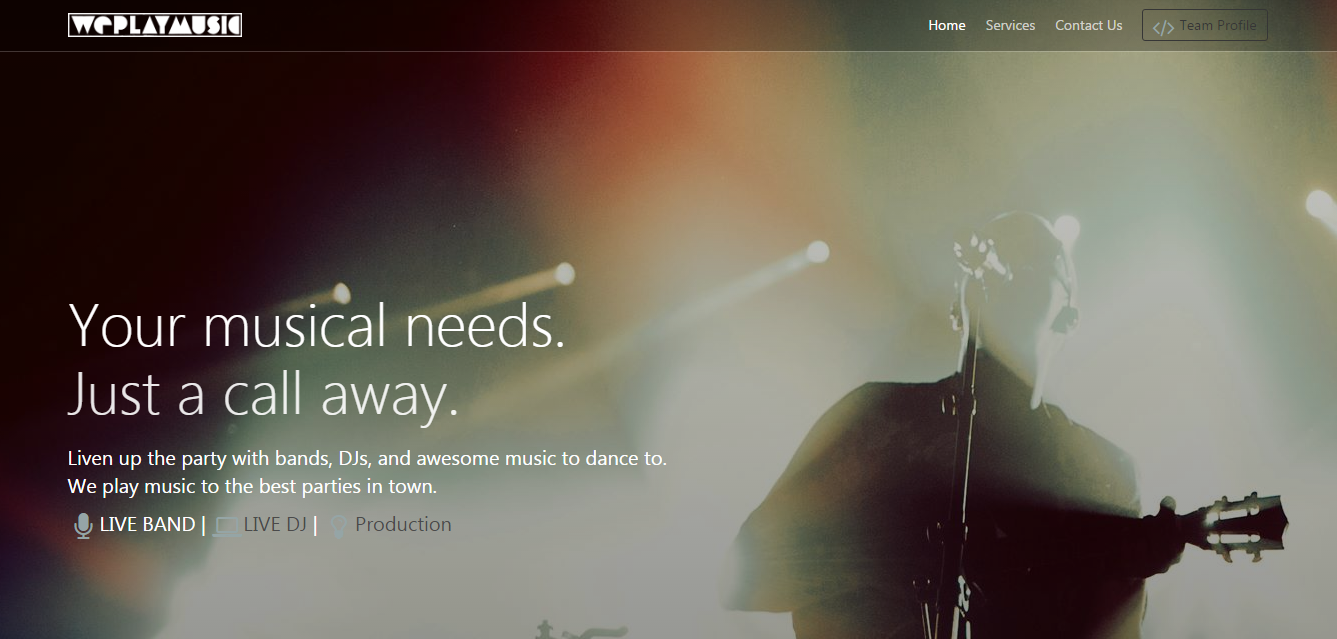 WEPLAYMUSIC
Home Services Contact Us </> Team Profile
Your musical needs.
Just a call away.
Liven up the party with bands, DJs, and awesome music to dance to.
We play music to the best parties in town.
LIVE BAND | LIVE DJ | Production